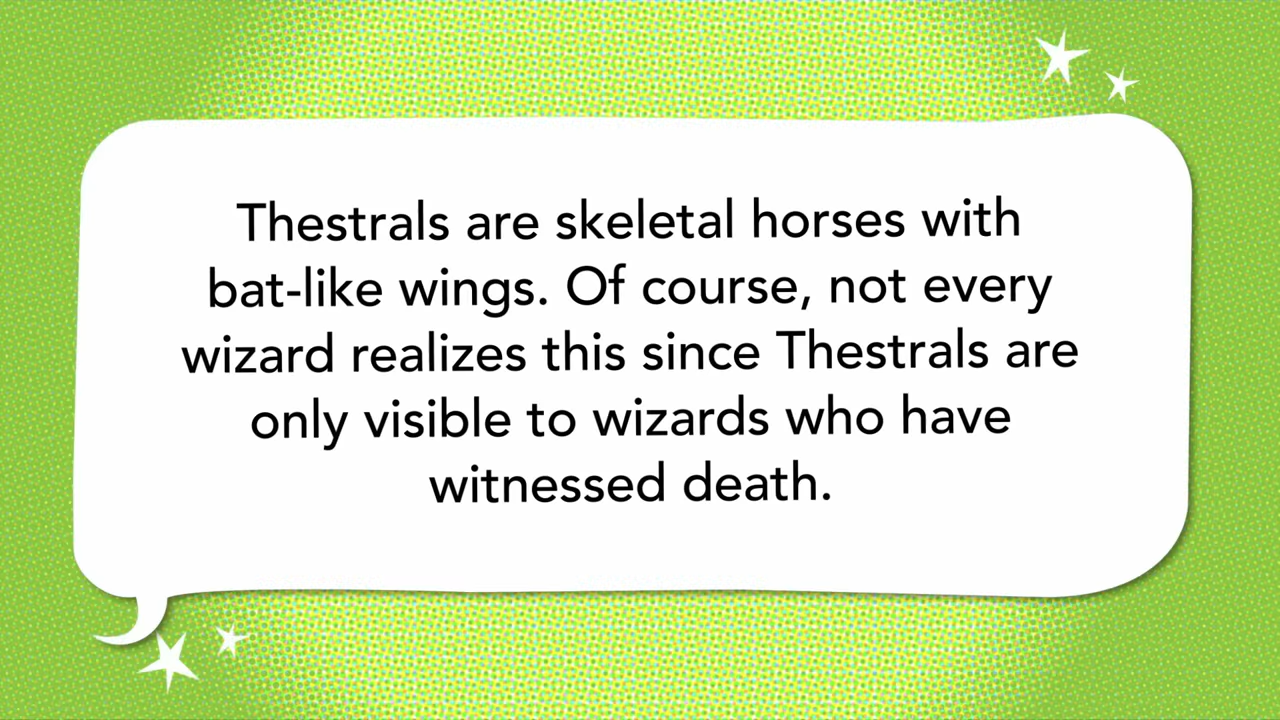 Thestrals are skeletal horses with
bat-like wings. Of course, not every
wizard realizes this since Thestrals are
only visible to wizards who have
witnessed death.